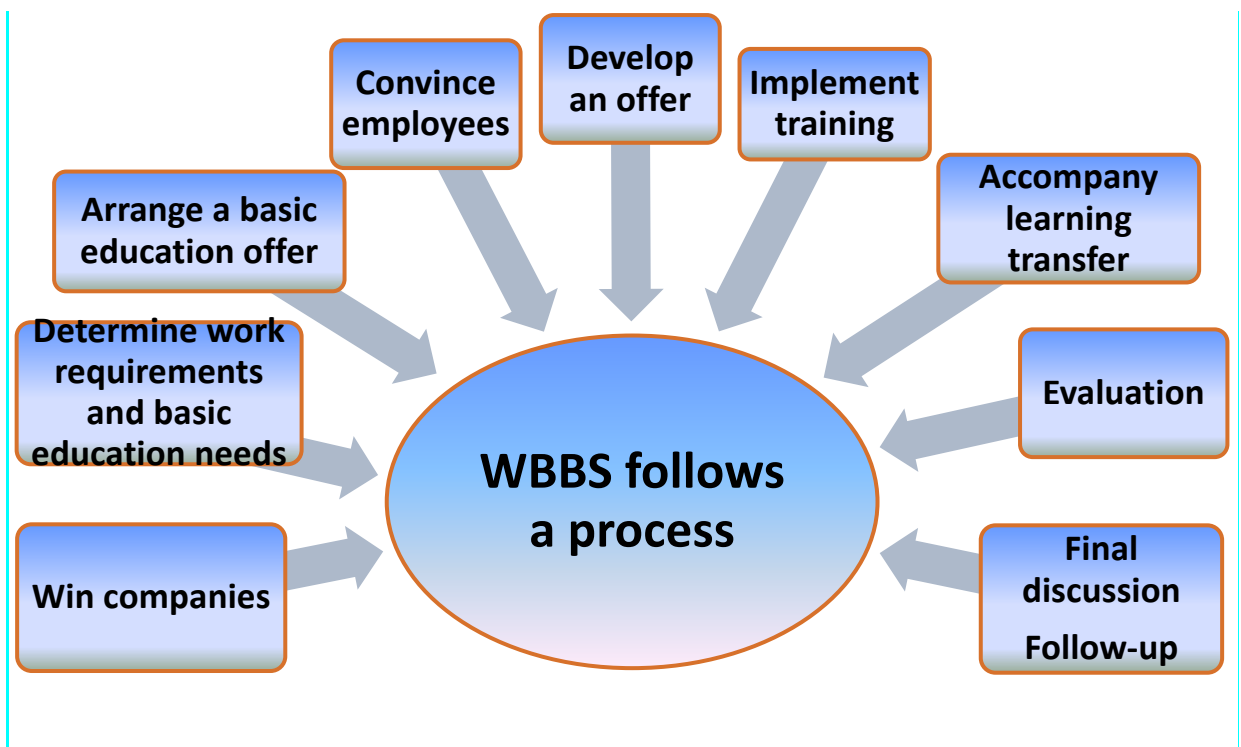 Win companies
Determine work
requirements
and basic
education needs
Arrange a basic
education offer
Convince
employees
Develop
an offer
Implement
training
Accompany
learning
transfer
Evaluation
Final
discussion
Follow-up
WBBS follows
a process